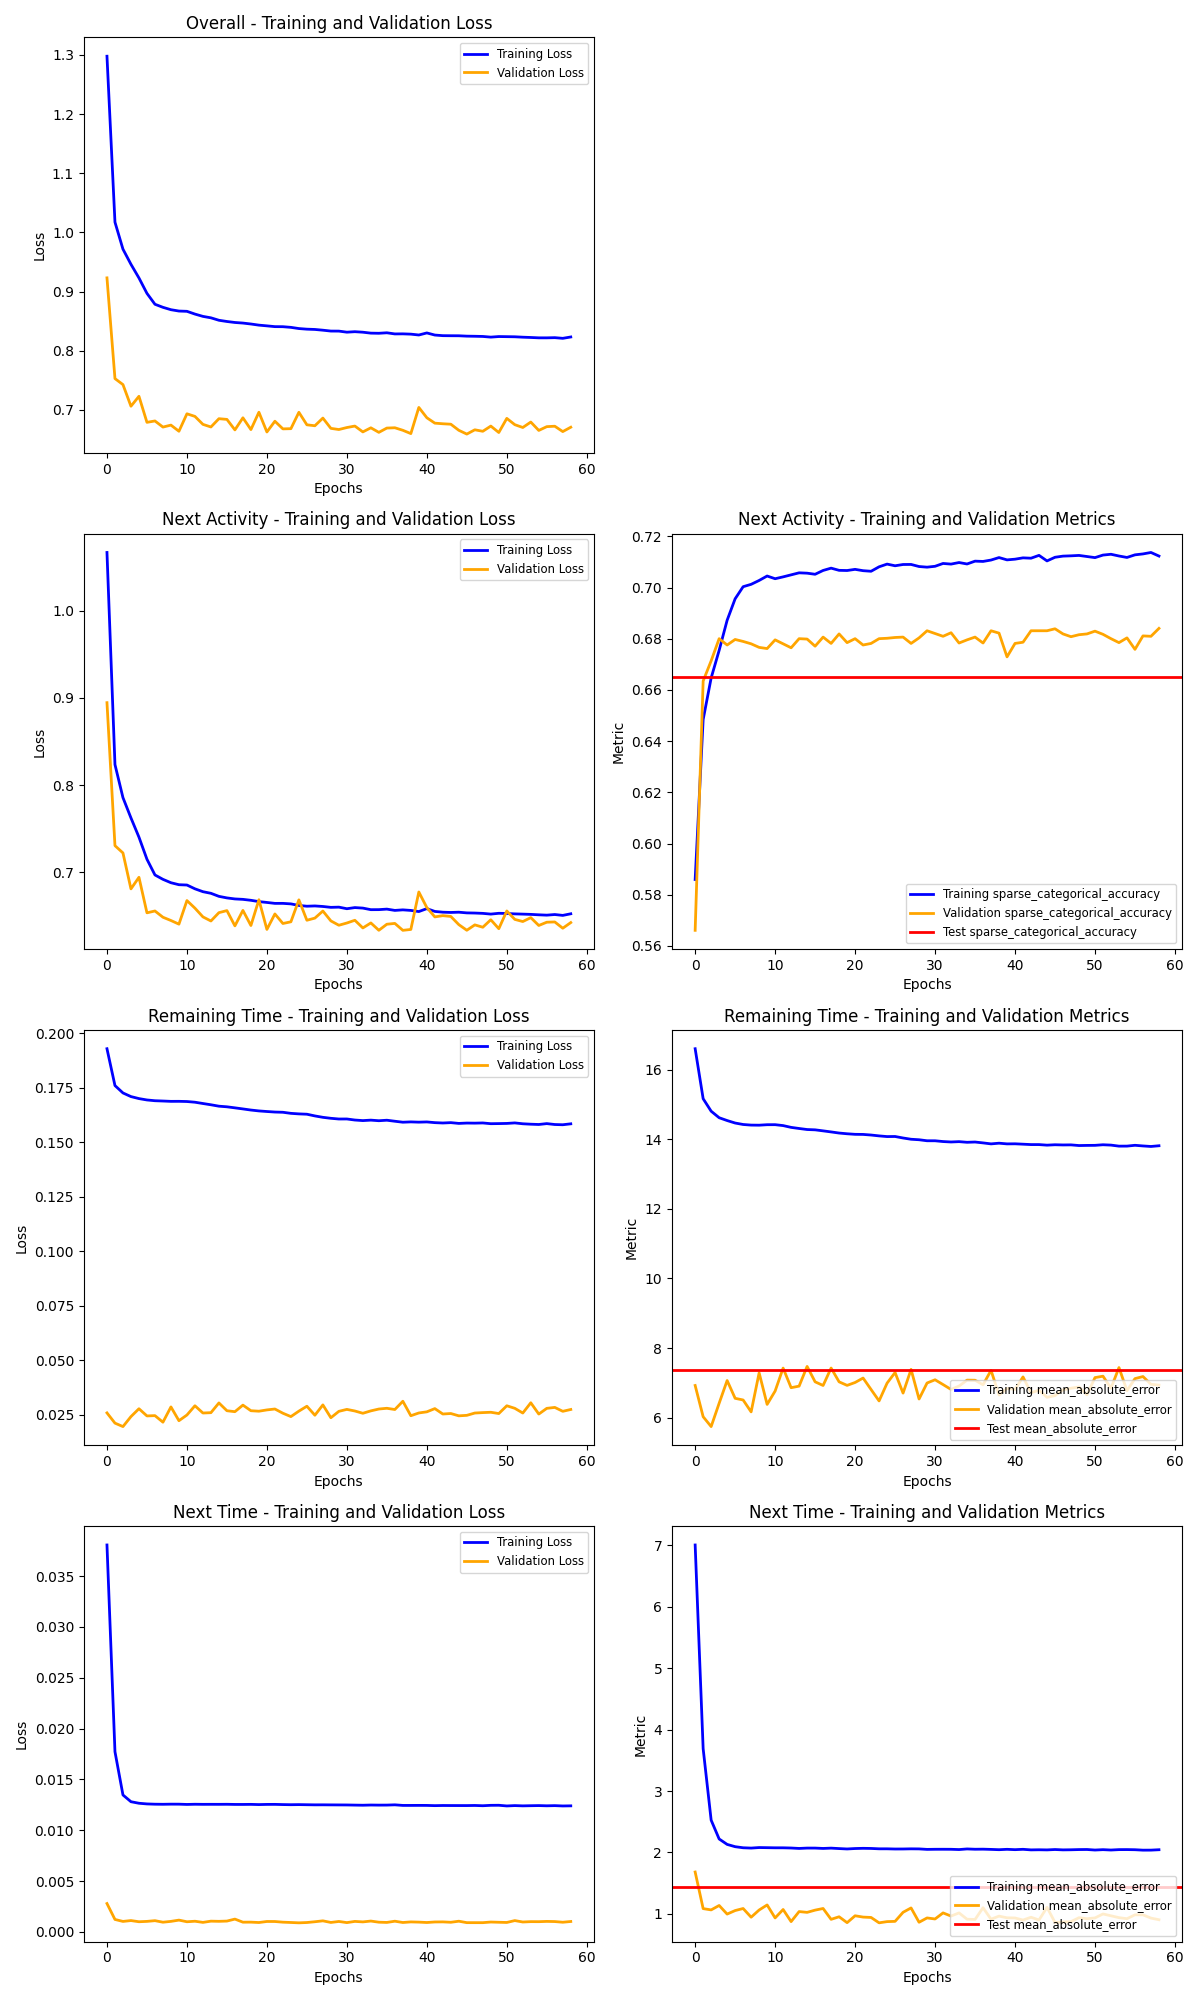 Overall - Training and Validation Loss
Training Loss
Validation Loss
1.3
1.2
1.1
1.0
0.9
0.8
0.7
Loss
0 10 20 30 40 50 60
Epochs
Next Activity - Training and Validation Loss
Training Loss
Validation Loss
1.0
0.9
0.8
0.7
Loss
0 10 20 30 40 50 60
Epochs
Next Activity - Training and Validation Metrics
0.72
0.70
0.68
0.66
0.64
0.62
0.60
0.58
0.56
Metric
Training sparse_categorical_accuracy
Validation sparse_categorical_accuracy
Test sparse_categorical_accuracy
0 10 20 30 40 50 60
Epochs
Remaining Time - Training and Validation Loss
Training Loss
Validation Loss
0.200
0.175
0.150
0.125
0.100
0.075
0.050
0.025
Loss
0 10 20 30 40 50 60
Epochs
Remaining Time - Training and Validation Metrics
16
14
12
10
8
6
Metric
Training mean_absolute_error
Validation mean_absolute_error
Test mean_absolute_error
0 10 20 30 40 50 60
Epochs
Next Time - Training and Validation Loss
Training Loss
Validation Loss
0.035
0.030
0.025
0.020
0.015
0.010
0.005
0.000
Loss
0 10 20 30 40 50 60
Epochs
Next Time - Training and Validation Metrics
7
6
5
4
3
2
1
Metric
Training mean_absolute_error
Validation mean_absolute_error
Test mean_absolute_error
0 10 20 30 40 50 60
Epochs